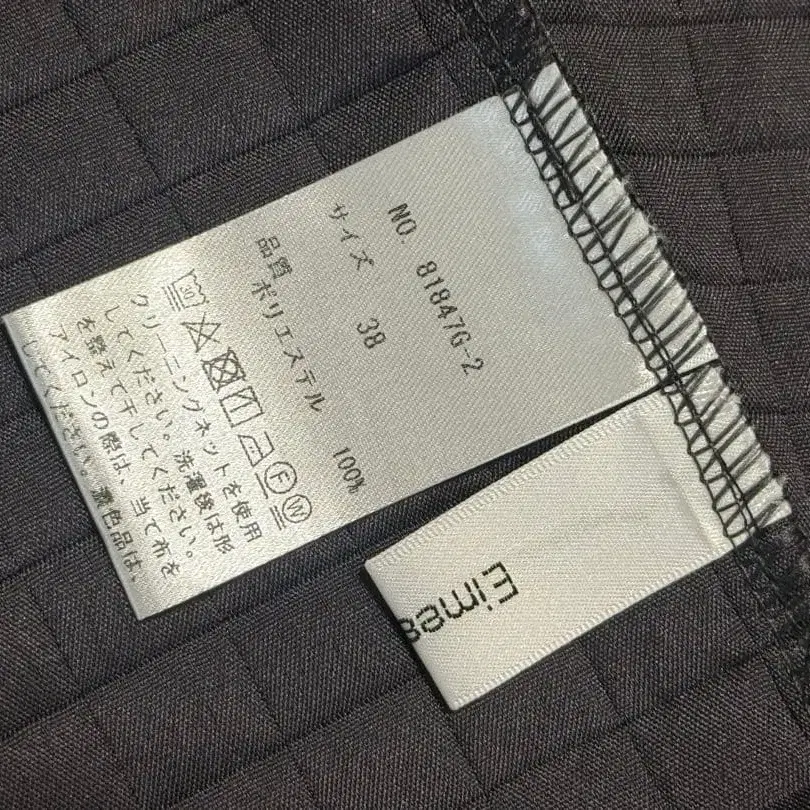 NO. 81847G-2
サイズ 38
品質
ポリエステル 100%
30
F W
クリーニングネットを使用
してください。洗濯後は形
を整えて干してください。
アイロンの際は、当て布を
してください。濃色品は、
Eimes